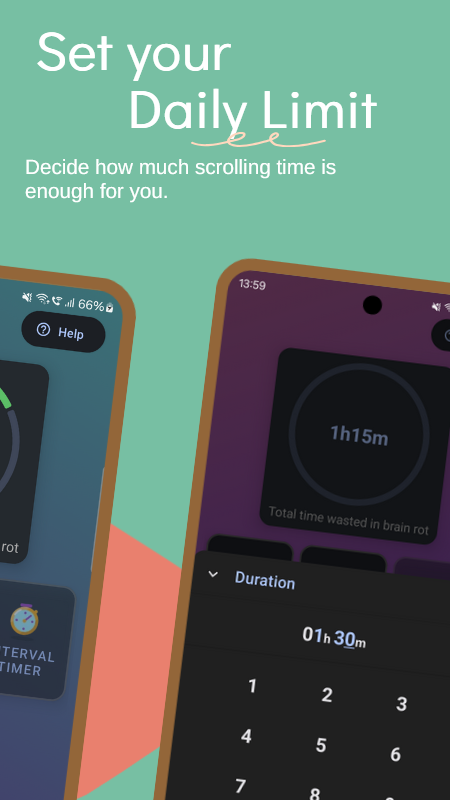 Set your
Daily Limit
Decide how much scrolling time is
enough for you.
66%
Help
rot
TERVAL
TIMER
13:59
1h15m
Total time wasted in brain rot
Duration
01h 30m
1 2 3
4 5 6
7 8